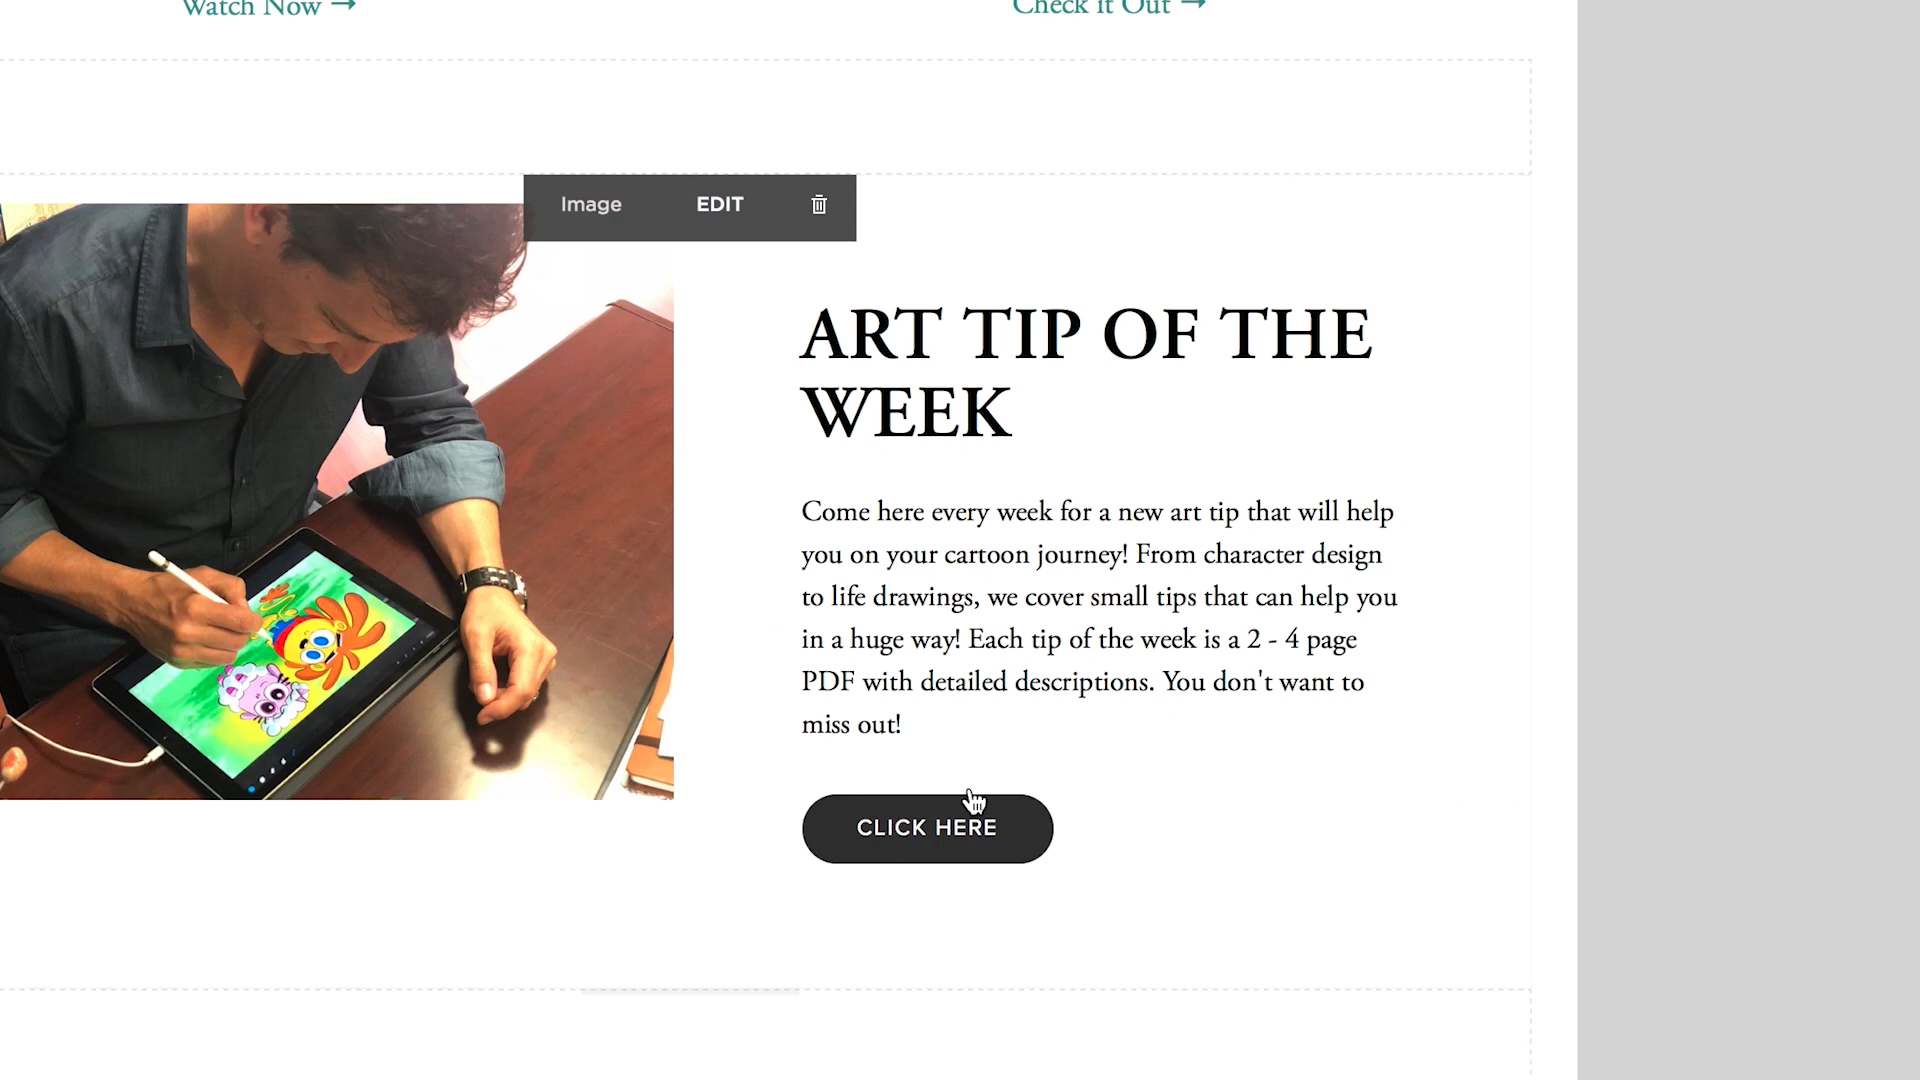 Watch Now →
Check it Out →
Image EDIT
ART TIP OF THE
WEEK
Come here every week for a new art tip that will help
you on your cartoon journey! From character design
to life drawings, we cover small tips that can help you
in a huge way! Each tip of the week is a 2 - 4 page
PDF with detailed descriptions. You don't want to
miss out!
CLICK HERE